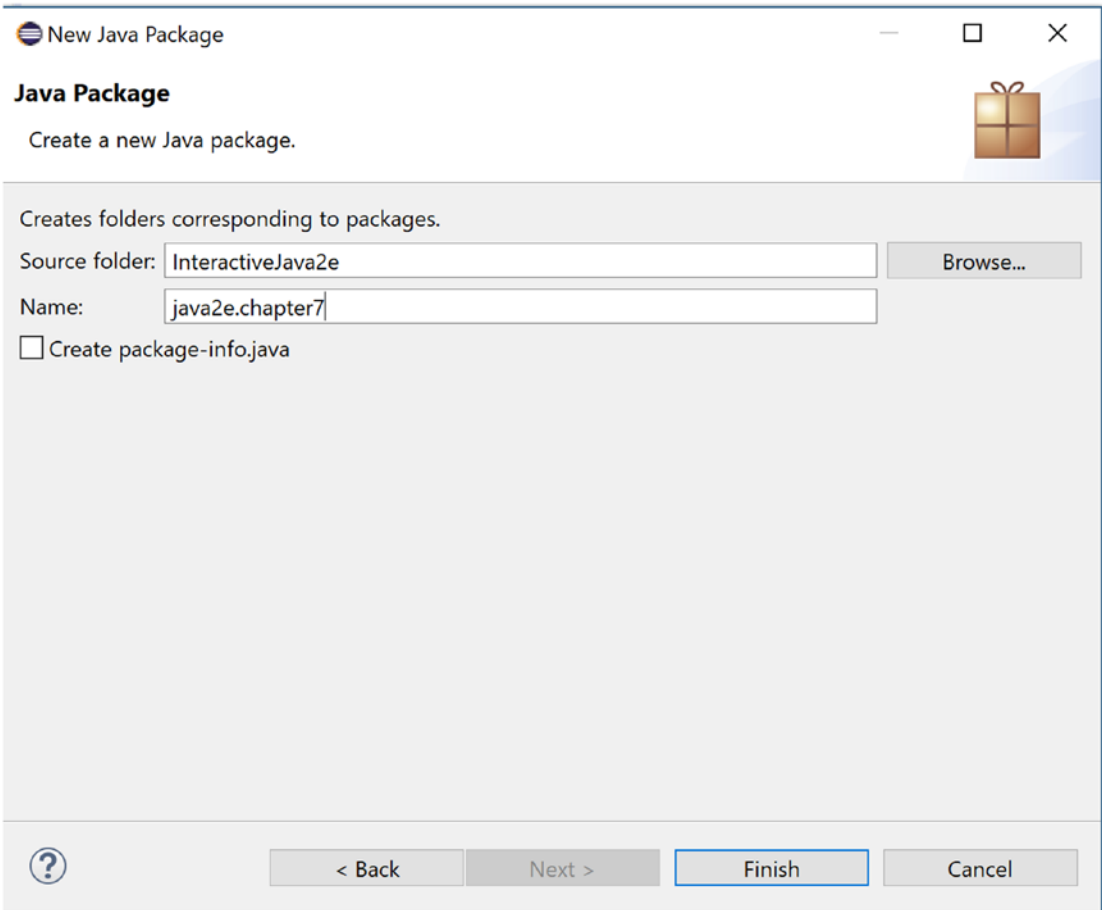 New Java Package
Java Package
Create a new Java package.
Creates folders corresponding to packages.
Source folder: InteractiveJava2e Browse...
Name: java2e.chapter7
Create package-info.java
? < Back Next > Finish Cancel